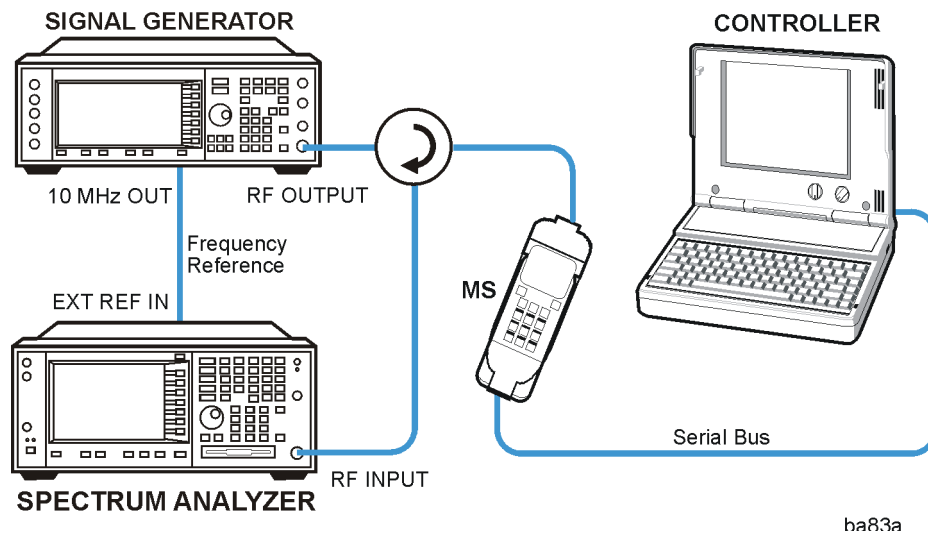 SIGNAL GENERATOR
CONTROLLER
10 MHz OUT
RF OUTPUT
Frequency
Reference
MS
EXT REF IN
Serial Bus
RF INPUT
SPECTRUM ANALYZER
ba83a